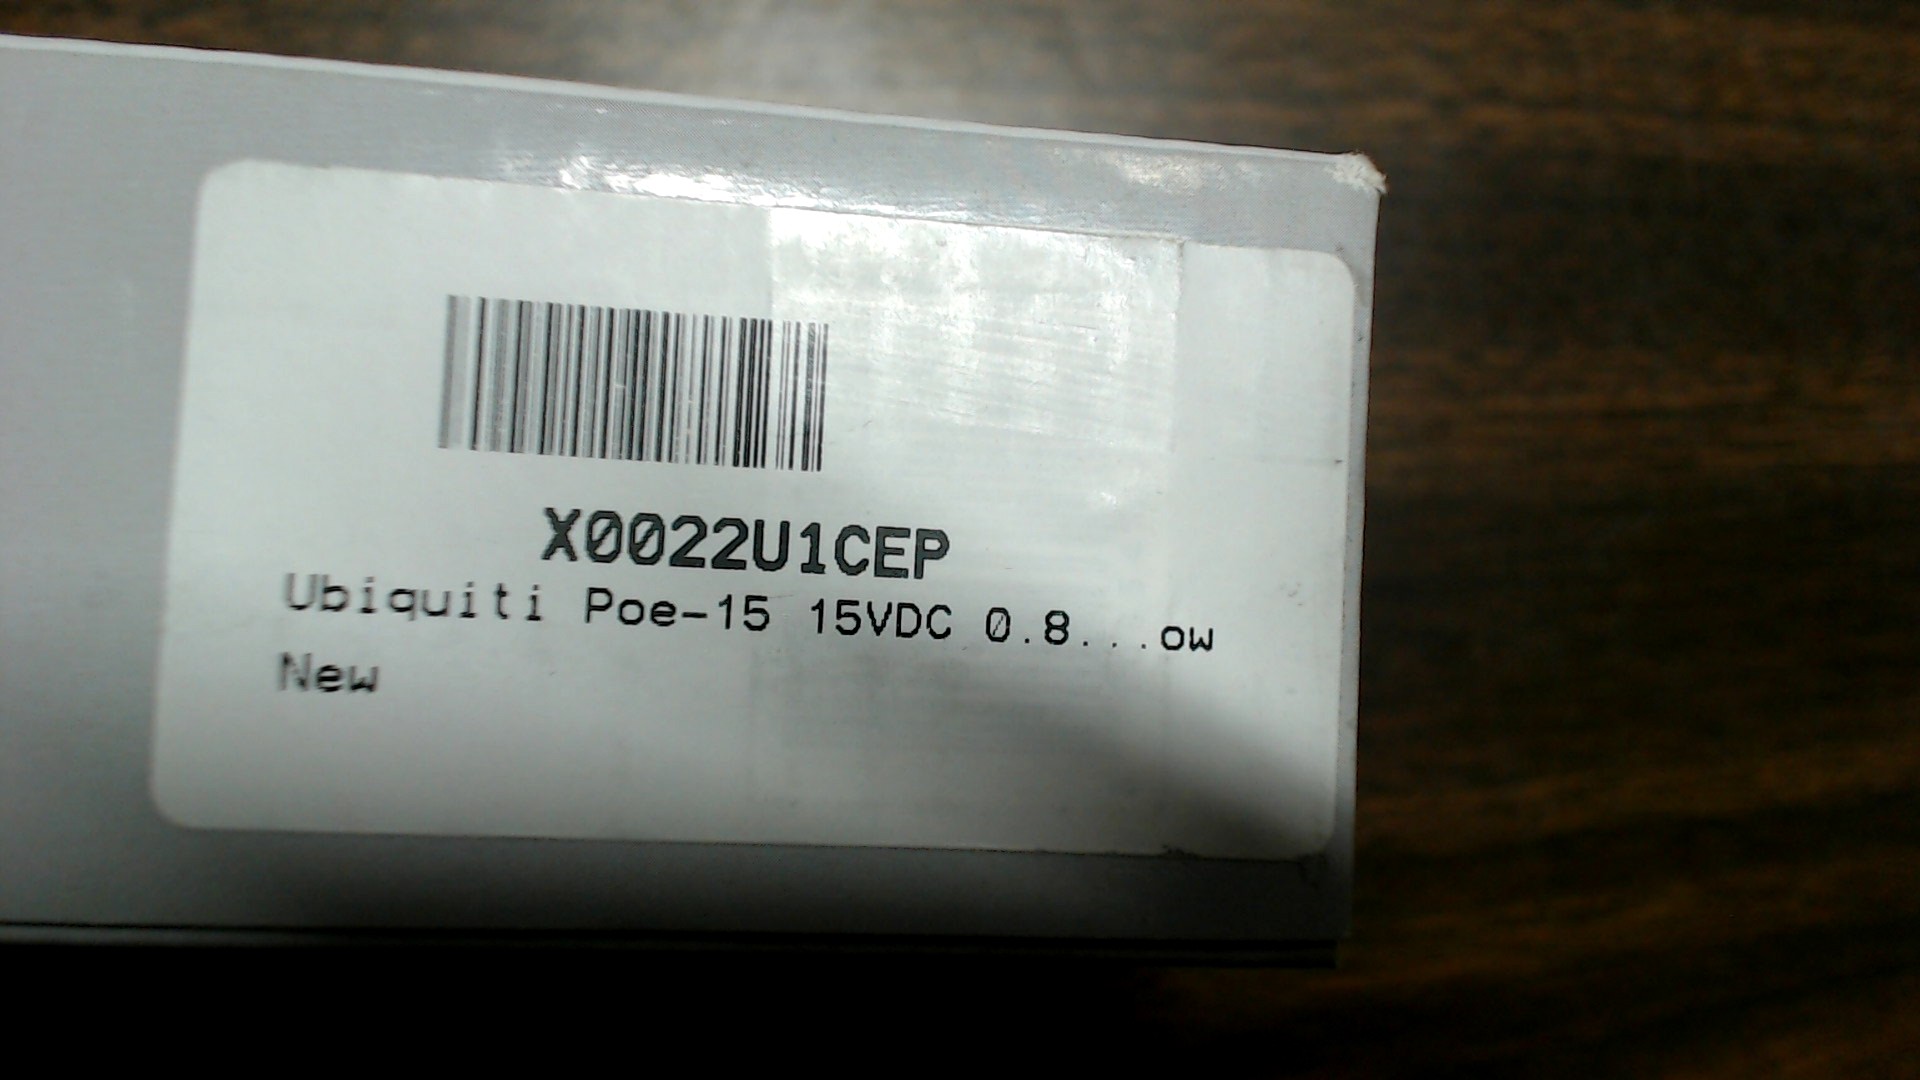 X0022U1CEP
Ubiquiti Poe-15 15VDC 0.8...ow
New